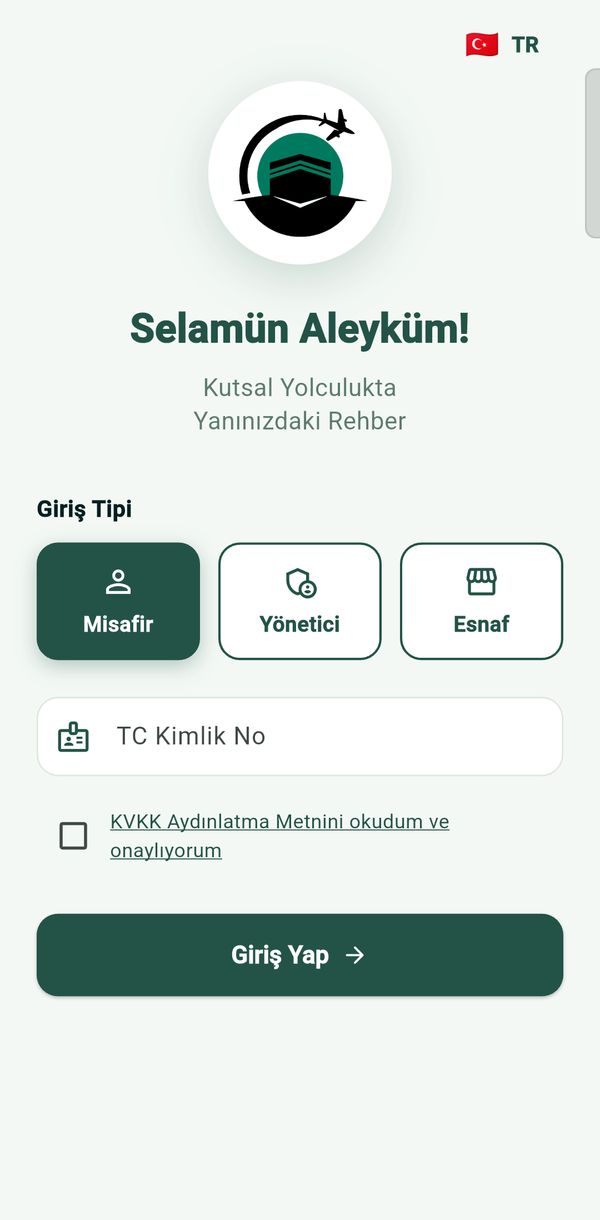 TR
Selamün Aleyküm!
Kutsal Yolculukta
Yanınızdaki Rehber
Giriş Tipi
Misafir
Yönetici
Esnaf
TC Kimlik No
KVKK Aydınlatma Metnini okudum ve
onaylıyorum
Giriş Yap